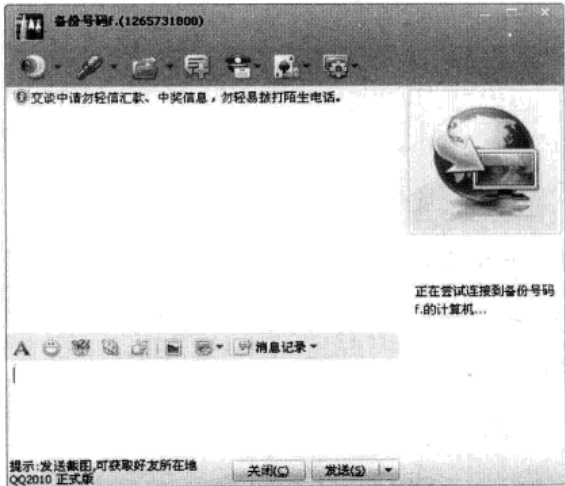 备份号码f.(1265731800)
交谈中请勿轻信汇款、中奖信息，勿轻易拨打陌生电话。
正在尝试连接到备份号码
f.的计算机...
A
消息记录
提示:发送截图,可获取好友所在地
QQ2010 正式版
关闭(C)
发送(S)